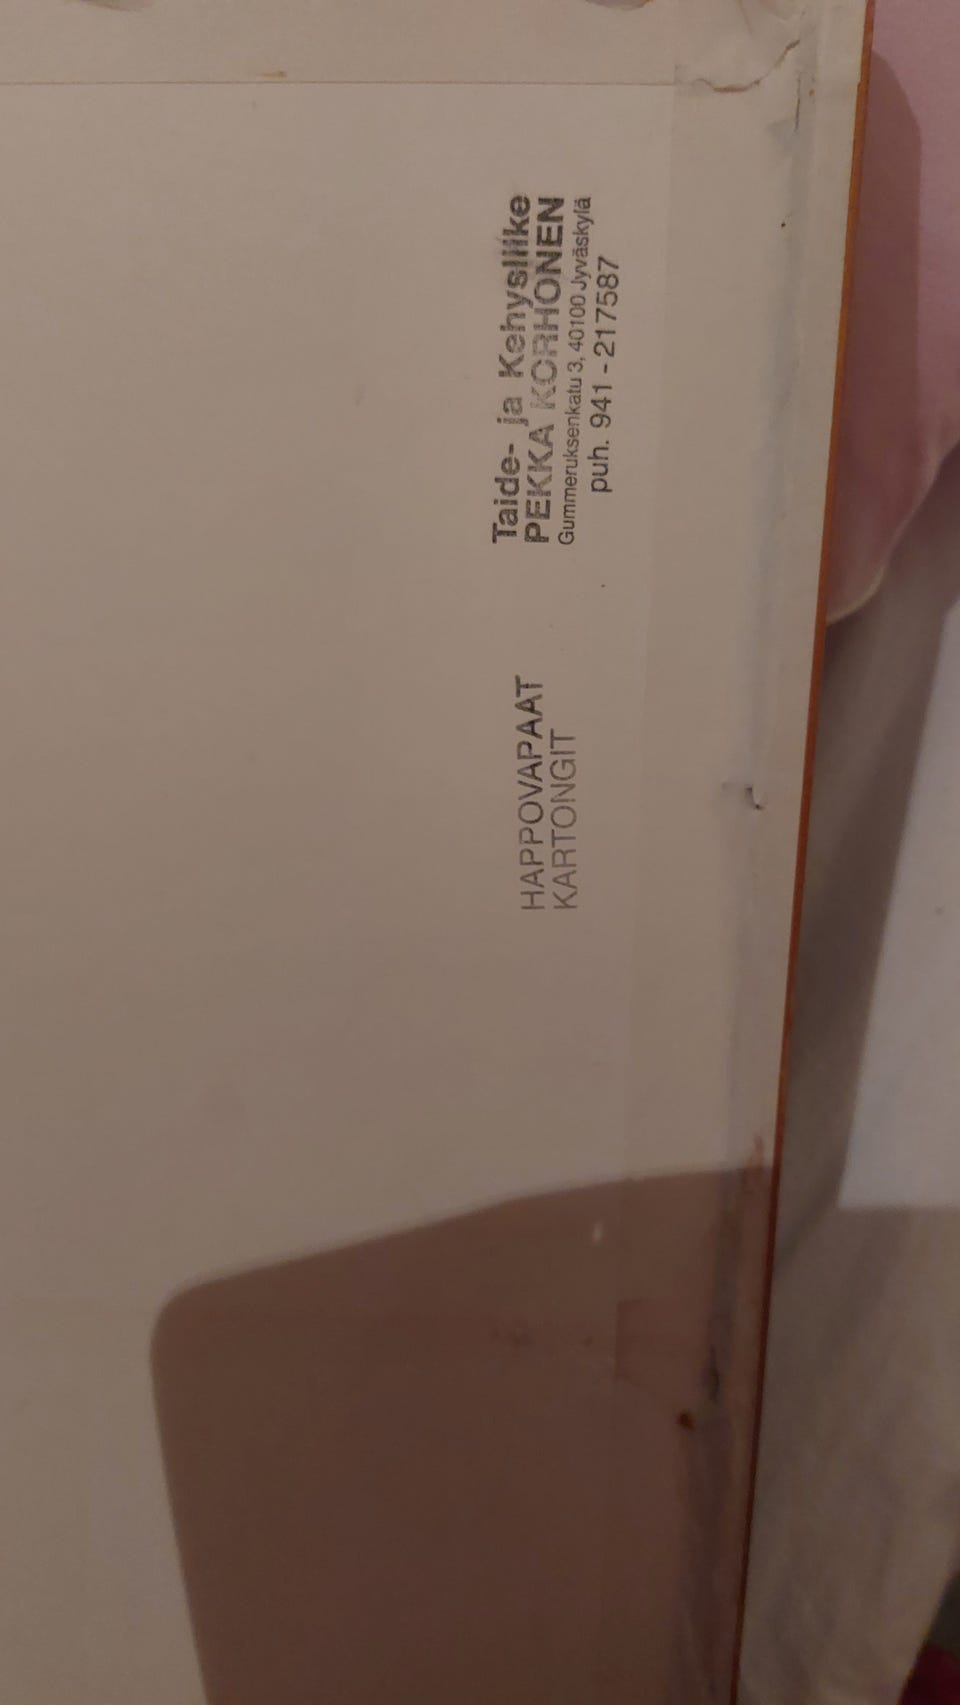 Taide- ja Kehysliike
PEKKA KORHONEN
Gummeruksenkatu 3, 40100 Jyväskylä
puh. 941 - 217587
HAPPOVAPAAT
KARTONGIT